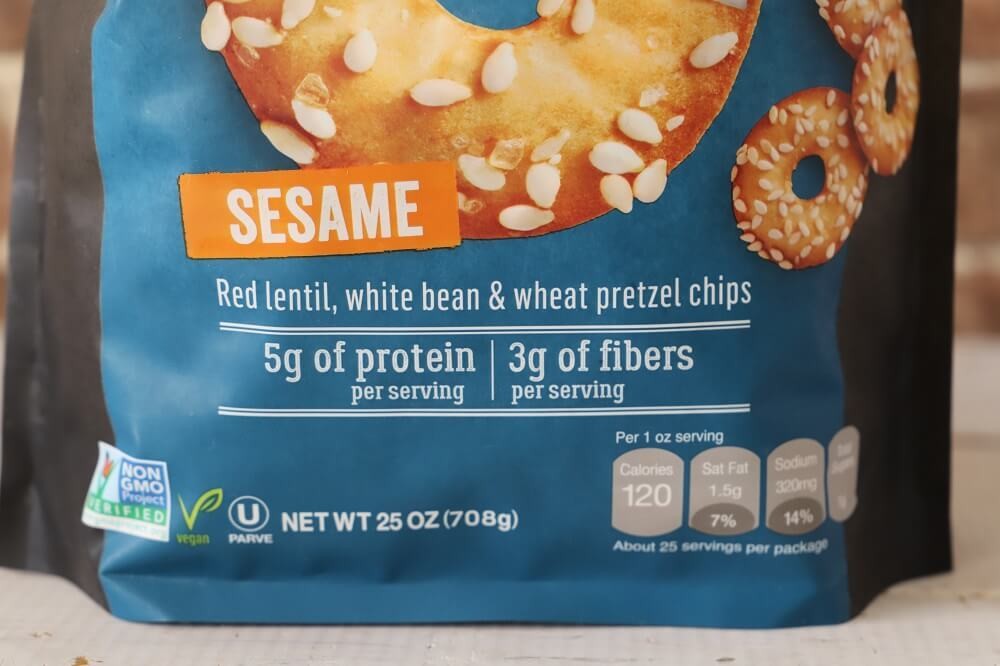 SESAME
Red lentil, white bean & wheat pretzel chips
5g of protein
per serving
3g of fibers
per serving
Per 1 oz serving
Calories
120
Sat Fat
1.5g
7%
Sodium
320mg
14%
NON
GMO
Project
VERIFIED
vegan
U
PARVE
NET WT 25 OZ (708g)
About 25 servings per package